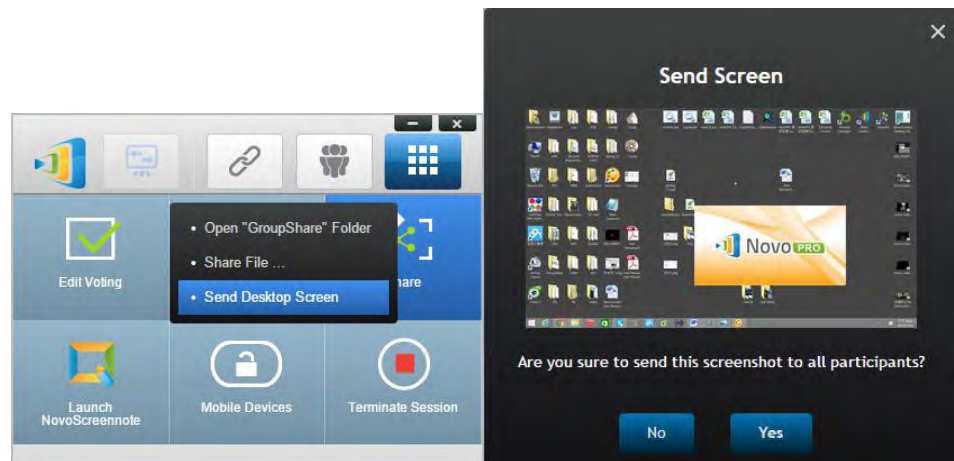 Edit Voting
• Open "GroupShare" Folder
• Share File ...
• Send Desktop Screen
hare
Launch
NovoScreennote
Mobile Devices
Terminate Session
Send Screen
Novo PRO
Are you sure to send this screenshot to all participants?
No
Yes